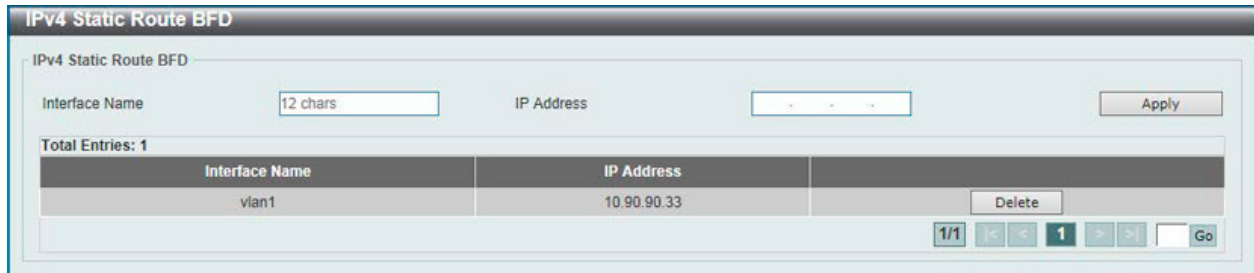 IPv4 Static Route BFD
IPv4 Static Route BFD
Interface Name 12 chars IP Address . . . Apply
Total Entries: 1
Interface Name IP Address
vlan1 10.90.90.33 Delete
1/1 |< < 1 > >| Go